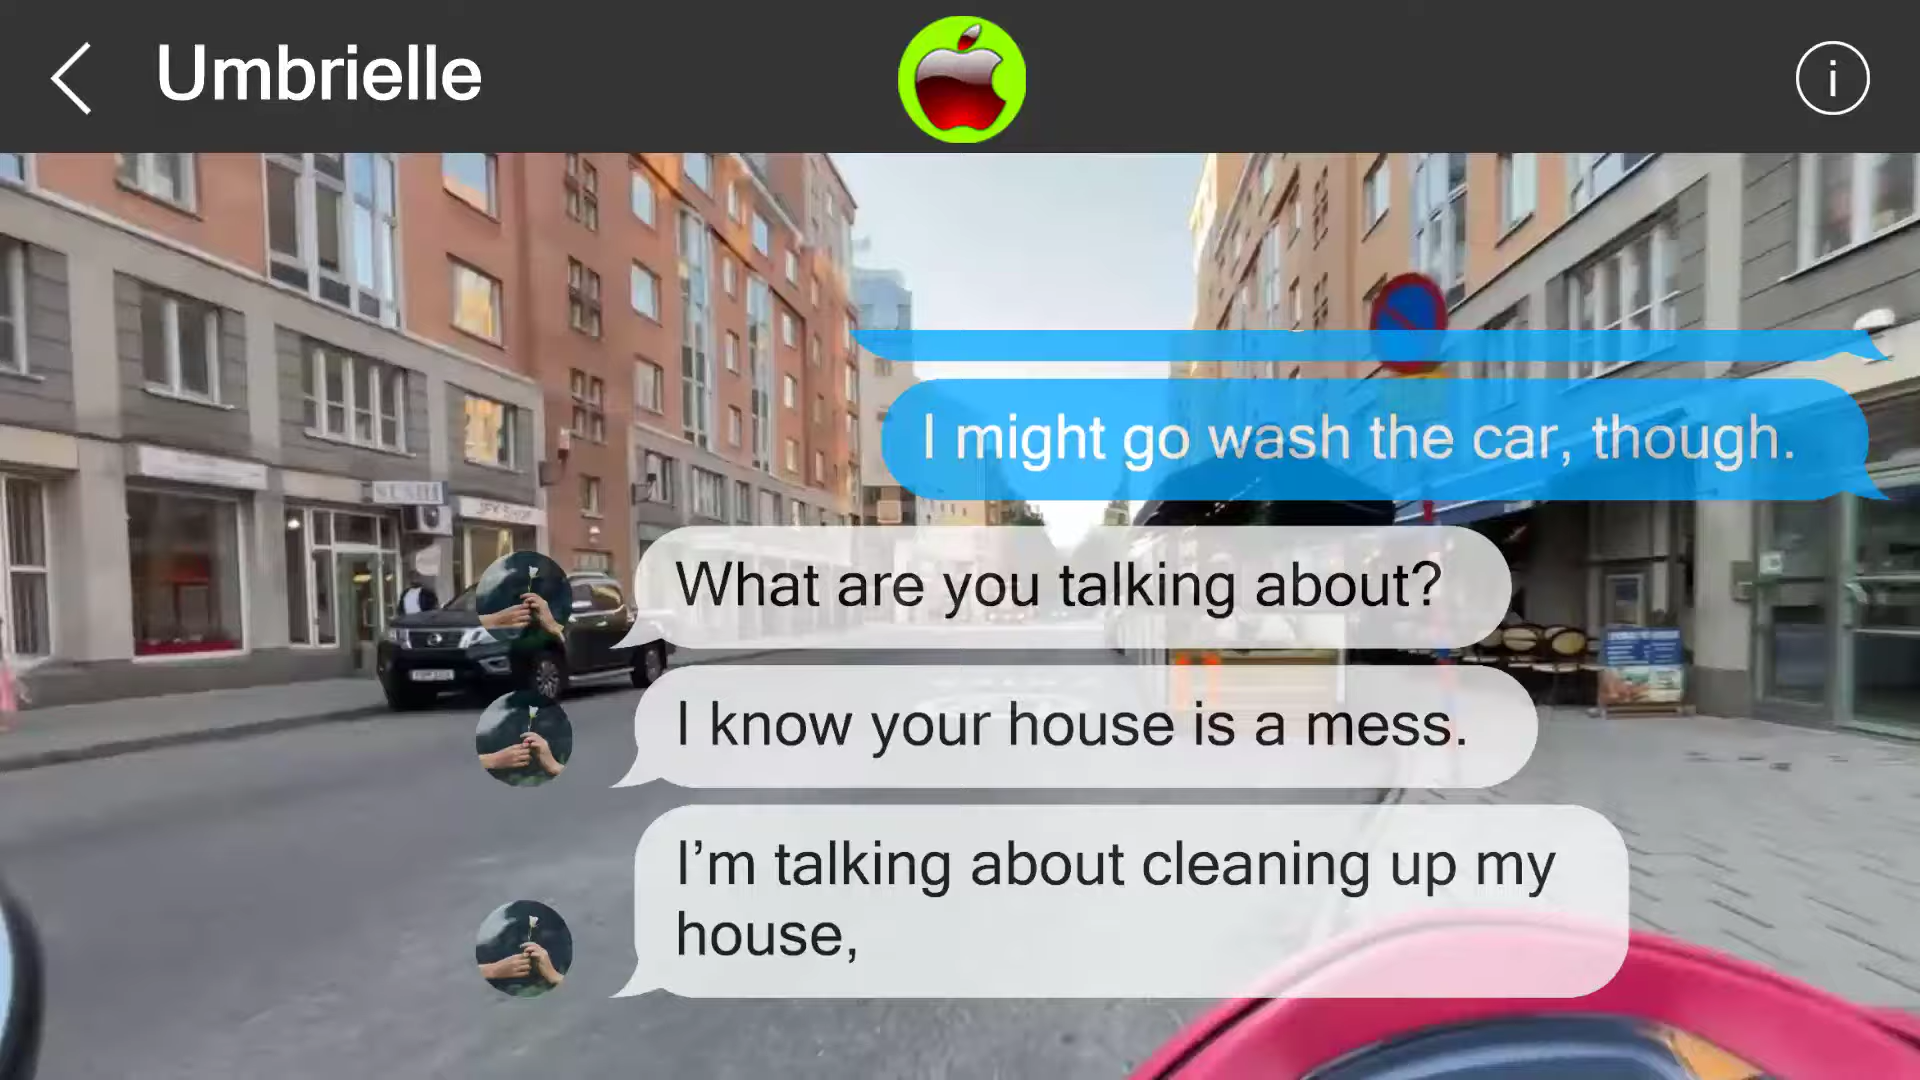 Umbrielle
i
I might go wash the car, though.
What are you talking about?
I know your house is a mess.
I’m talking about cleaning up my
house,
SUSHI